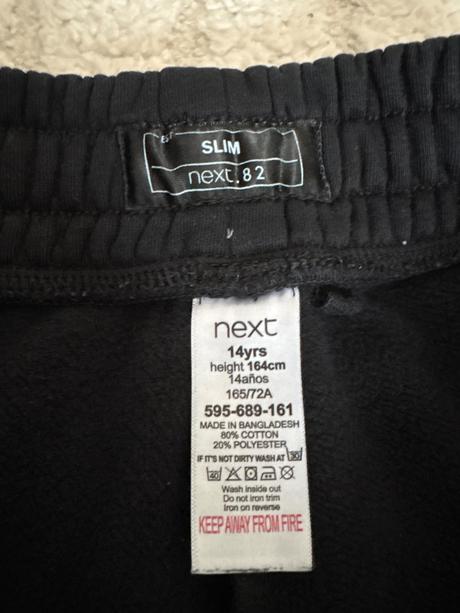 EST
SLIM
next.82
next
14yrs
height 164cm
14años
165/72A
595-689-161
MADE IN BANGLADESH
80% COTTON
20% POLYESTER
IF IT'S NOT DIRTY WASH AT 30
40
Wash inside out
Do not iron trim
Iron on reverse
KEEP AWAY FROM FIRE